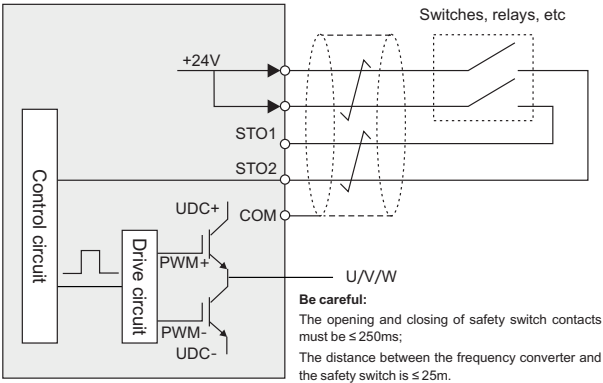 Switches, relays, etc
+24V
STO1
STO2
COM
UDC+
PWM+
PWM-
UDC-
U/V/W
Control circuit
Drive circuit
Be careful:
The opening and closing of safety switch contacts
must be ≤ 250ms;
The distance between the frequency converter and
the safety switch is ≤ 25m.